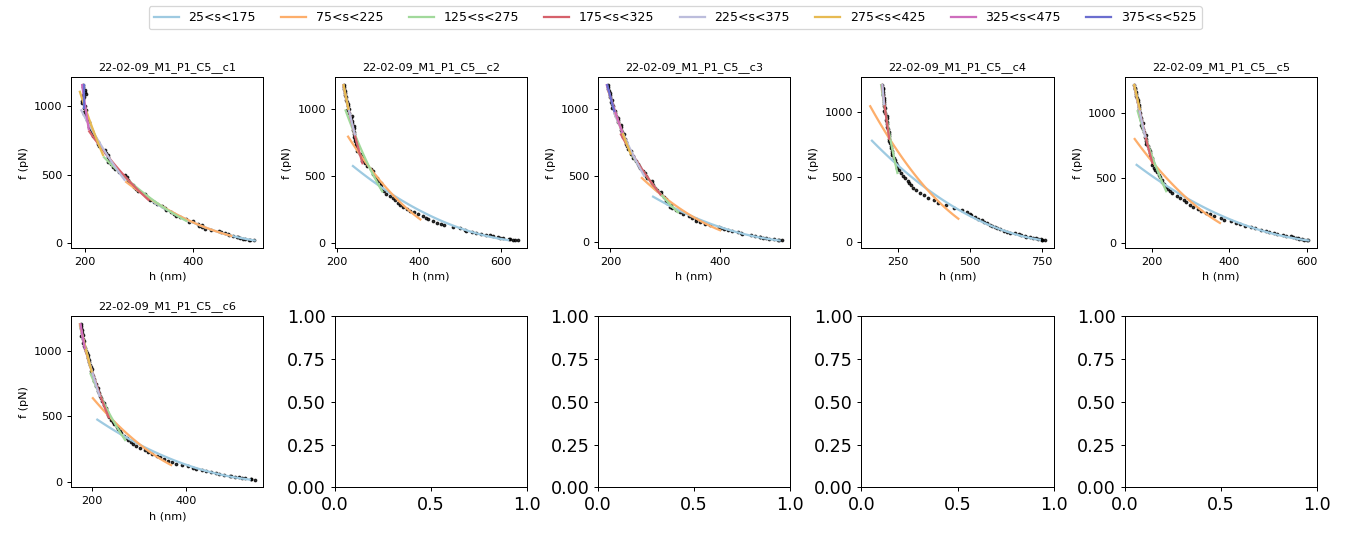 25<s<175 75<s<225 125<s<275 175<s<325 225<s<375 275<s<425 325<s<475 375<s<525
22-02-09_M1_P1_C5__c1 22-02-09_M1_P1_C5__c2 22-02-09_M1_P1_C5__c3 22-02-09_M1_P1_C5__c4 22-02-09_M1_P1_C5__c5
1000 1000 1000 1000 1000
f (pN) f (pN) f (pN) f (pN) f (pN)
500 500 500 500 500
0 0 0 0 0
200 400 200 400 600 200 400 250 500 750 200 400 600
h (nm) h (nm) h (nm) h (nm) h (nm)
22-02-09_M1_P1_C5__c6
1.00 1.00 1.00 1.00
1000 0.75 0.75 0.75 0.75
f (pN) 0.50 0.50 0.50 0.50
500 0.25 0.25 0.25 0.25
0 0.00 0.00 0.00 0.00
200 400 0.0 0.5 1.0 0.0 0.5 1.0 0.0 0.5 1.0 0.0 0.5 1.0
h (nm)